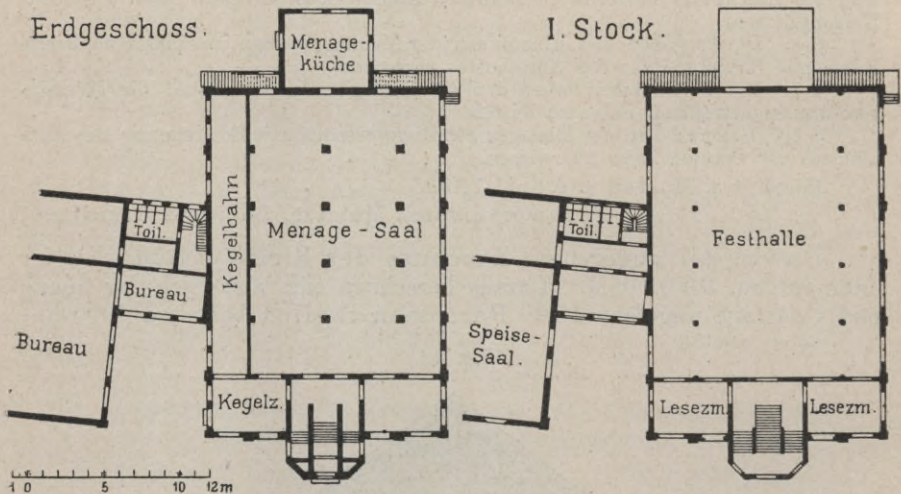 Erdgeschoss.
I. Stock.
Menage-
küche
Kegelbahn
Menage-Saal
Toil.
Bureau
Bureau
Kegelz.
Toil.
Festhalle
Speise-
Saal.
Lesezm.
Lesezm.
1 0 5 10 12m